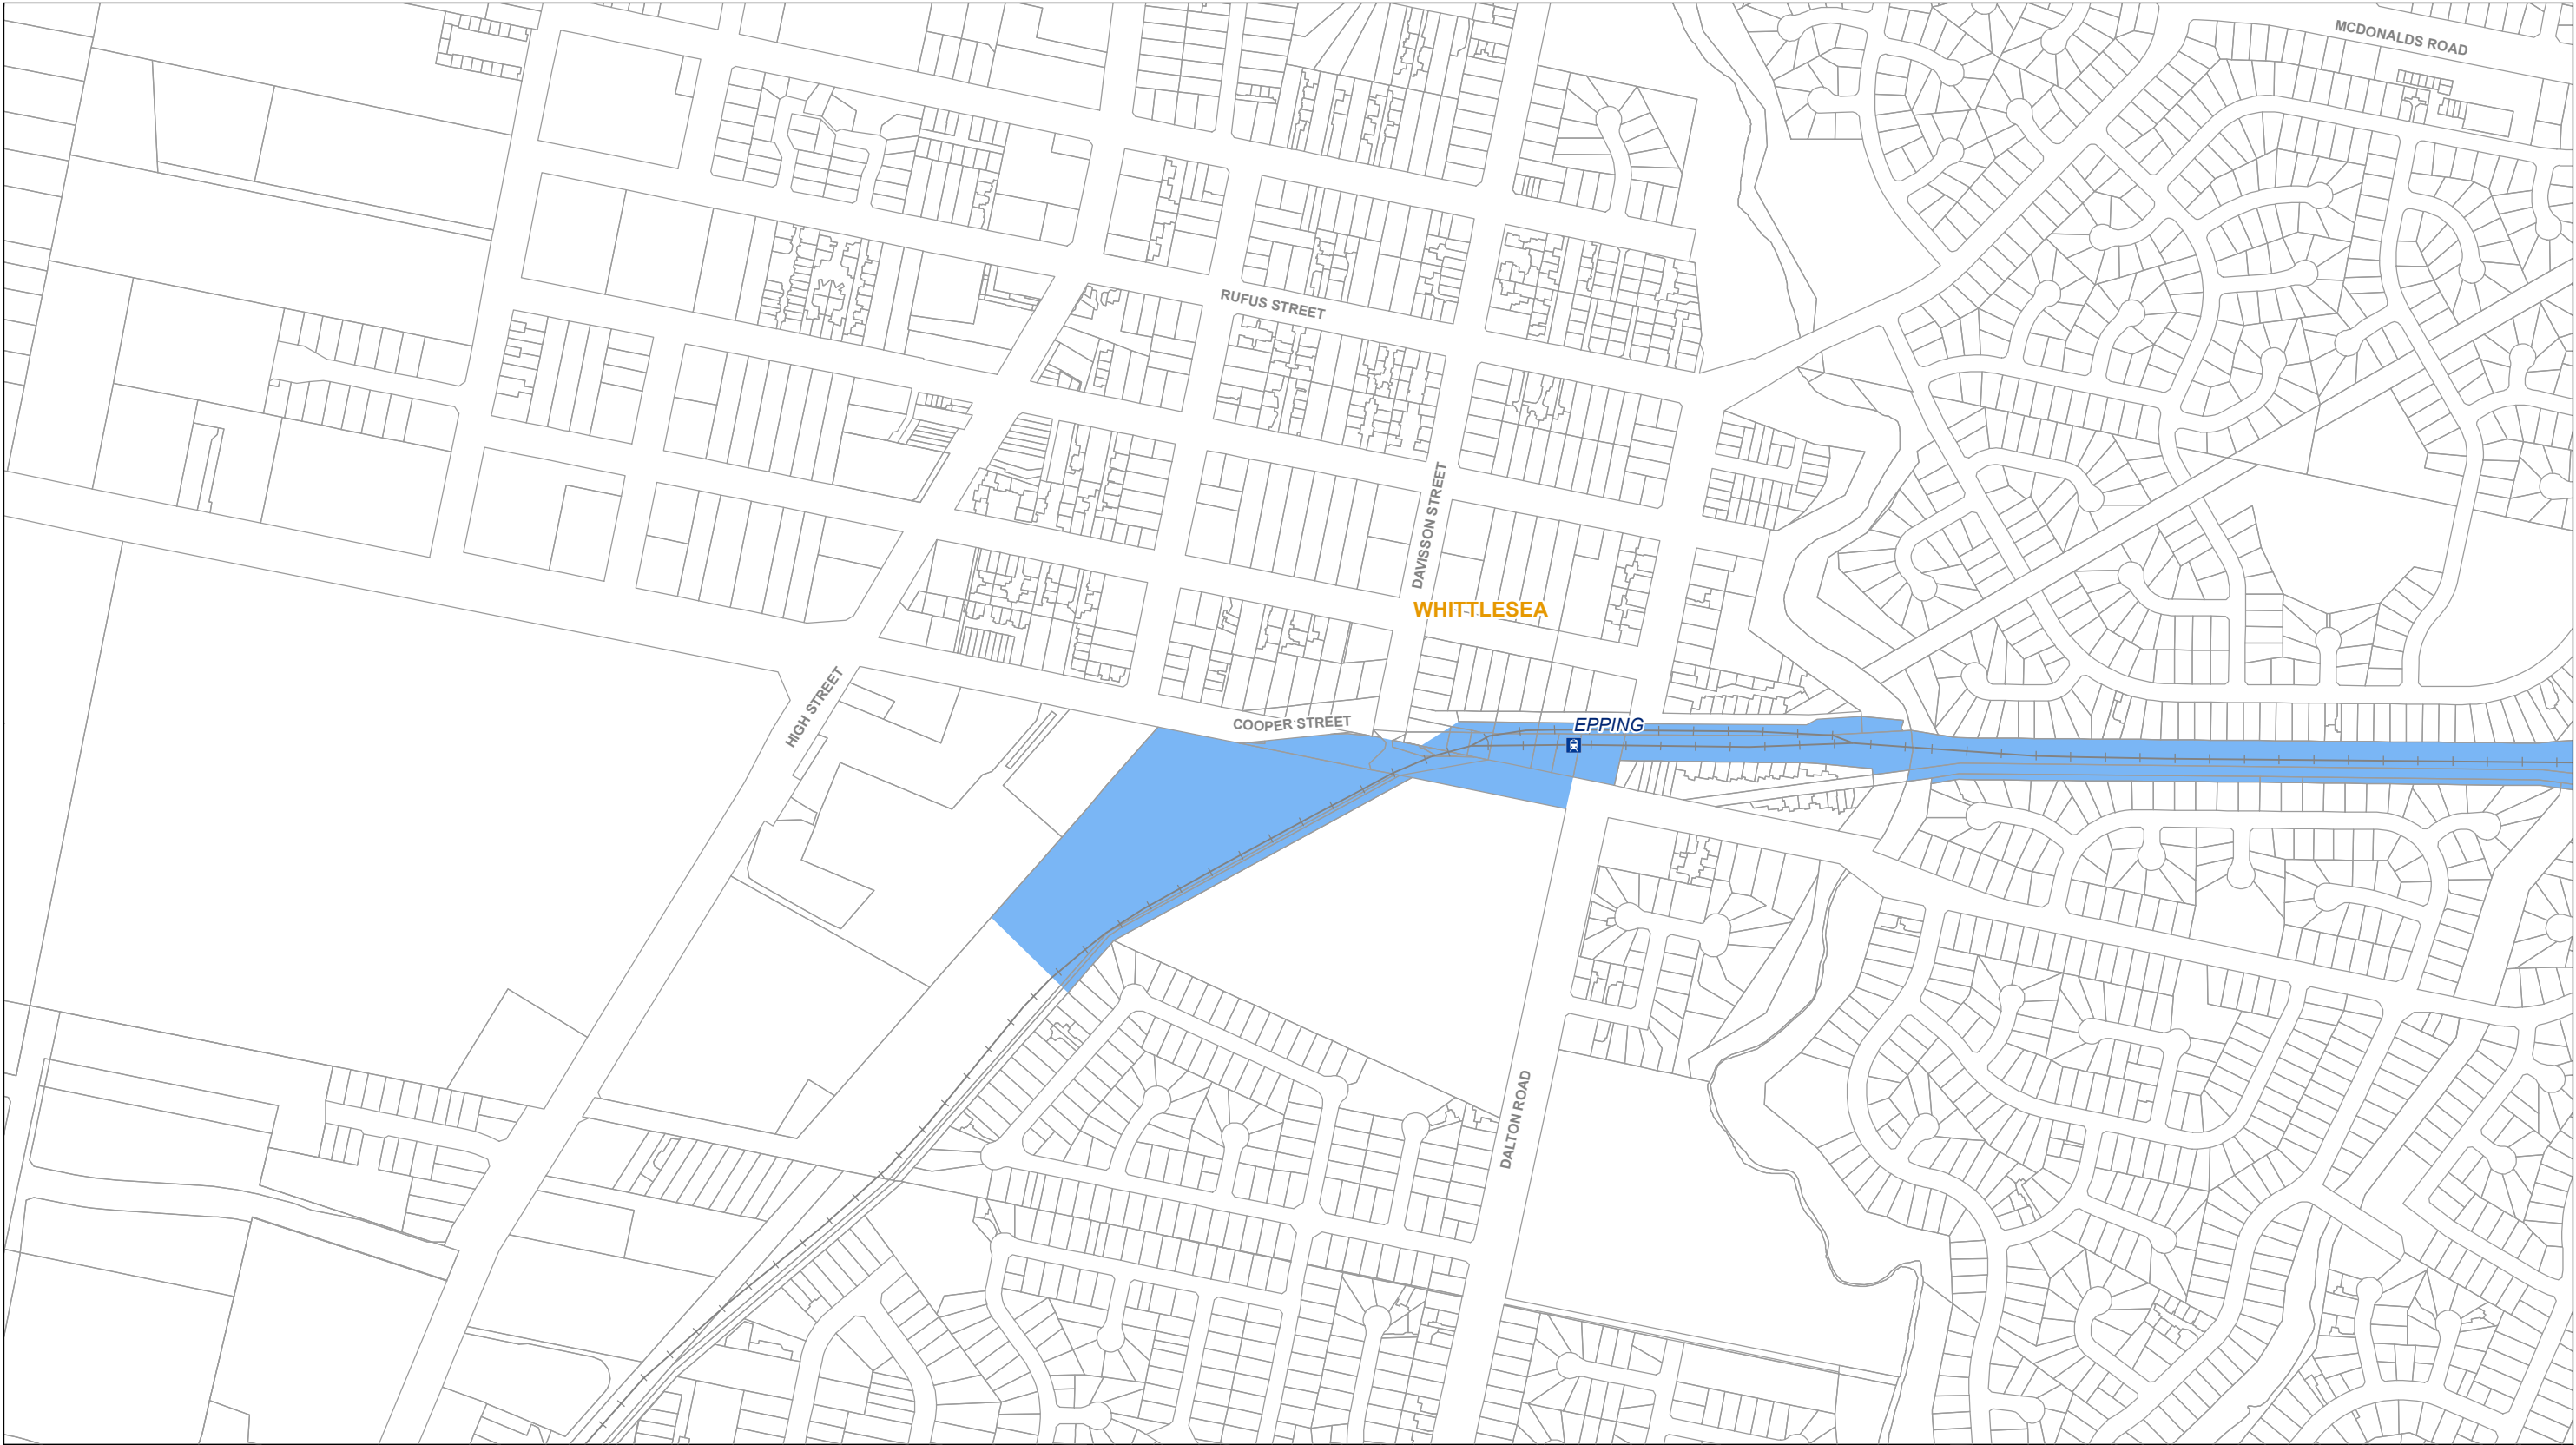 MCDONALDS ROAD
RUFUS STREET
DAVISSON STREET
WHITTLESEA
HIGH STREET
COOPER STREET
EPPING
DALTON ROAD